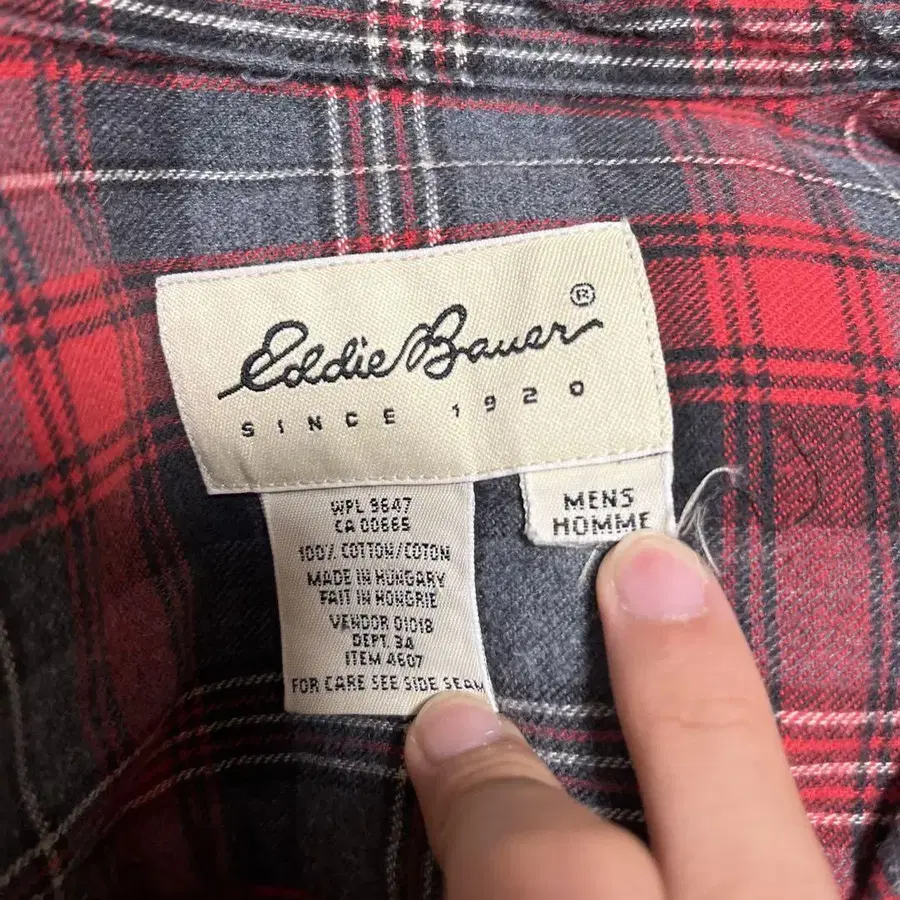 Eddie Bauer ®
SINCE 1920
WPL 9647
CA 00665
100% COTTON/COTON
MADE IN HUNGARY
FAIT IN HONGRIE
VENDOR 01018
DEPT. 34
ITEM 4607
FOR CARE SEE SIDE SEAM
MENS
HOMME